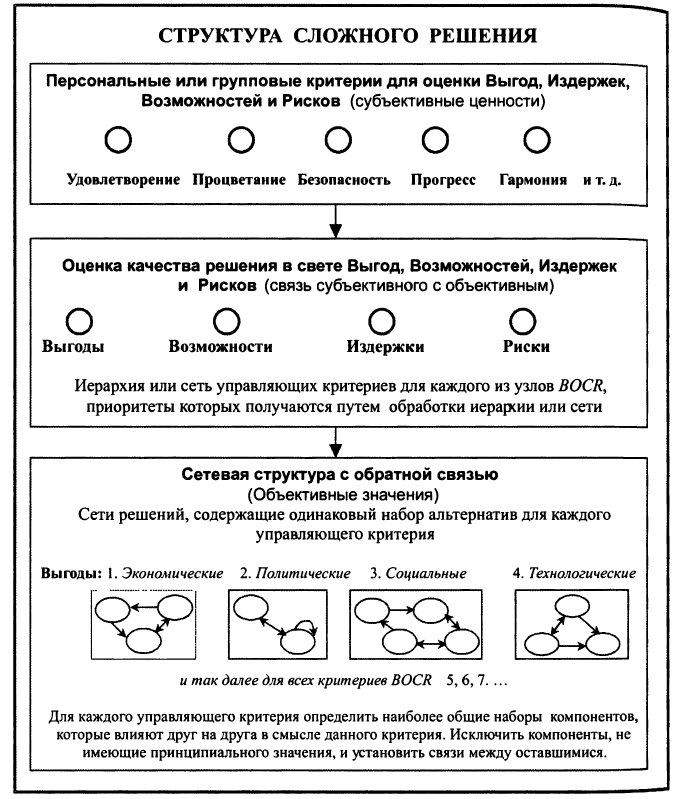 СТРУКТУРА СЛОЖНОГО РЕШЕНИЯ
Персональные или групповые критерии для оценки Выгод, Издержек,
Возможностей и Рисков (субъективные ценности)
Удовлетворение Процветание Безопасность Прогресс Гармония и т. д.
Оценка качества решения в свете Выгод, Возможностей, Издержек
и Рисков (связь субъективного с объективным)
Выгоды Возможности Издержки Риски
Иерархия или сеть управляющих критериев для каждого из узлов BOCR,
приоритеты которых получаются путем обработки иерархии или сети
Сетевая структура с обратной связью
(Объективные значения)
Сети решений, содержащие одинаковый набор альтернатив для каждого
управляющего критерия
Выгоды: 1. Экономические 2. Политические 3. Социальные 4. Технологические
и так далее для всех критериев BOCR 5, 6, 7. …
Для каждого управляющего критерия определить наиболее общие наборы компонентов,
которые влияют друг на друга в смысле данного критерия. Исключить компоненты, не
имеющие принципиального значения, и установить связи между оставшимися.